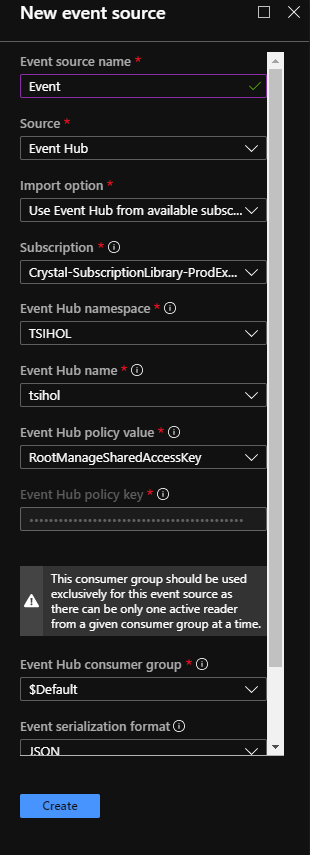 New event source
Event source name *
Event
Source *
Event Hub
Import option *
Use Event Hub from available subsc...
Subscription *
Crystal-SubscriptionLibrary-ProdEx...
Event Hub namespace *
TSIHOL
Event Hub name *
tsihol
Event Hub policy value *
RootManageSharedAccessKey
Event Hub policy key *
••••••••••••••••••••••••••••••••••••••••••••
This consumer group should be used
exclusively for this event source as
there can be only one active reader
from a given consumer group at a time.
Event Hub consumer group *
$Default
Event serialization format
JSON
Create